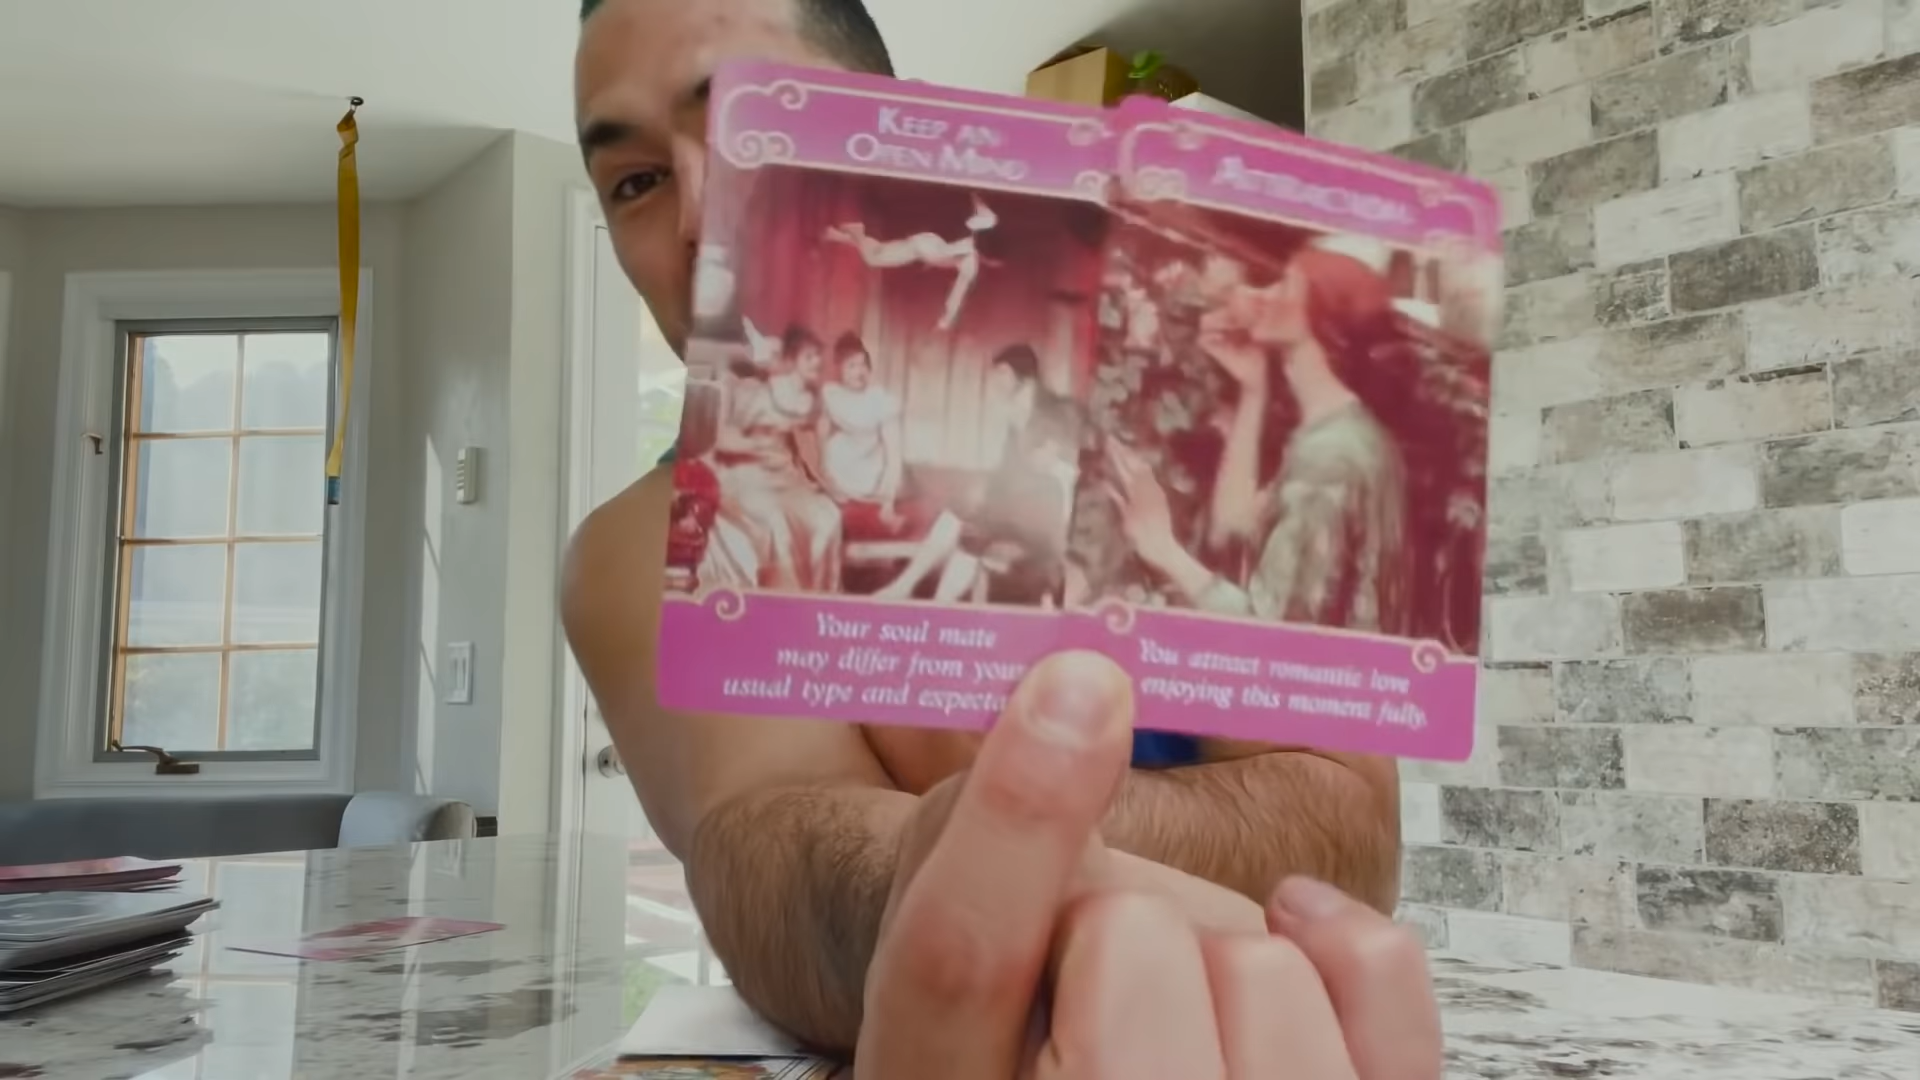 KEEP AN
OPEN MIND
Your soul mate
may differ from your
usual type and expecta
ATTRACTION
You attract romantic love
enjoying this moment fully.